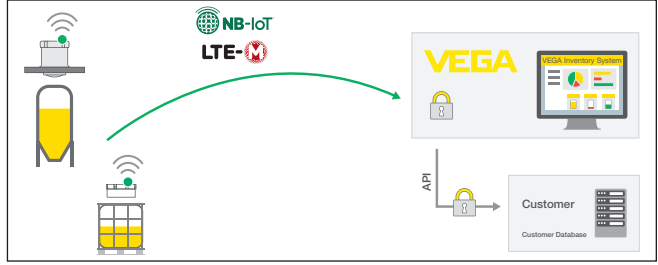 NB-IoT
LTE-M
VEGA
VEGA Inventory System
API
Customer
Customer Database